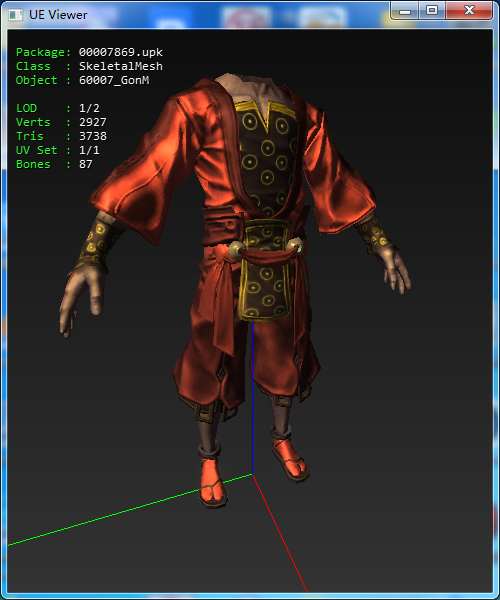 UE Viewer
Package: 00007869.upk
Class : SkeletalMesh
Object : 60007_GonM
LOD : 1/2
Verts : 2927
Tris : 3738
UV Set : 1/1
Bones : 87